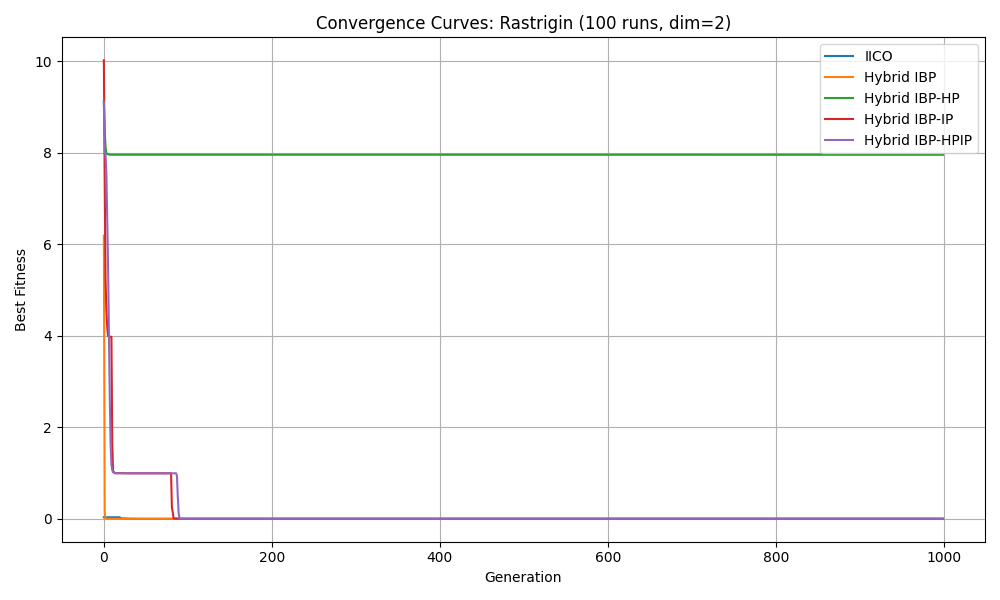 Convergence Curves: Rastrigin (100 runs, dim=2)
10
8
6
4
2
0
Best Fitness
IICO
Hybrid IBP
Hybrid IBP-HP
Hybrid IBP-IP
Hybrid IBP-HPIP
0 200 400 600 800 1000
Generation